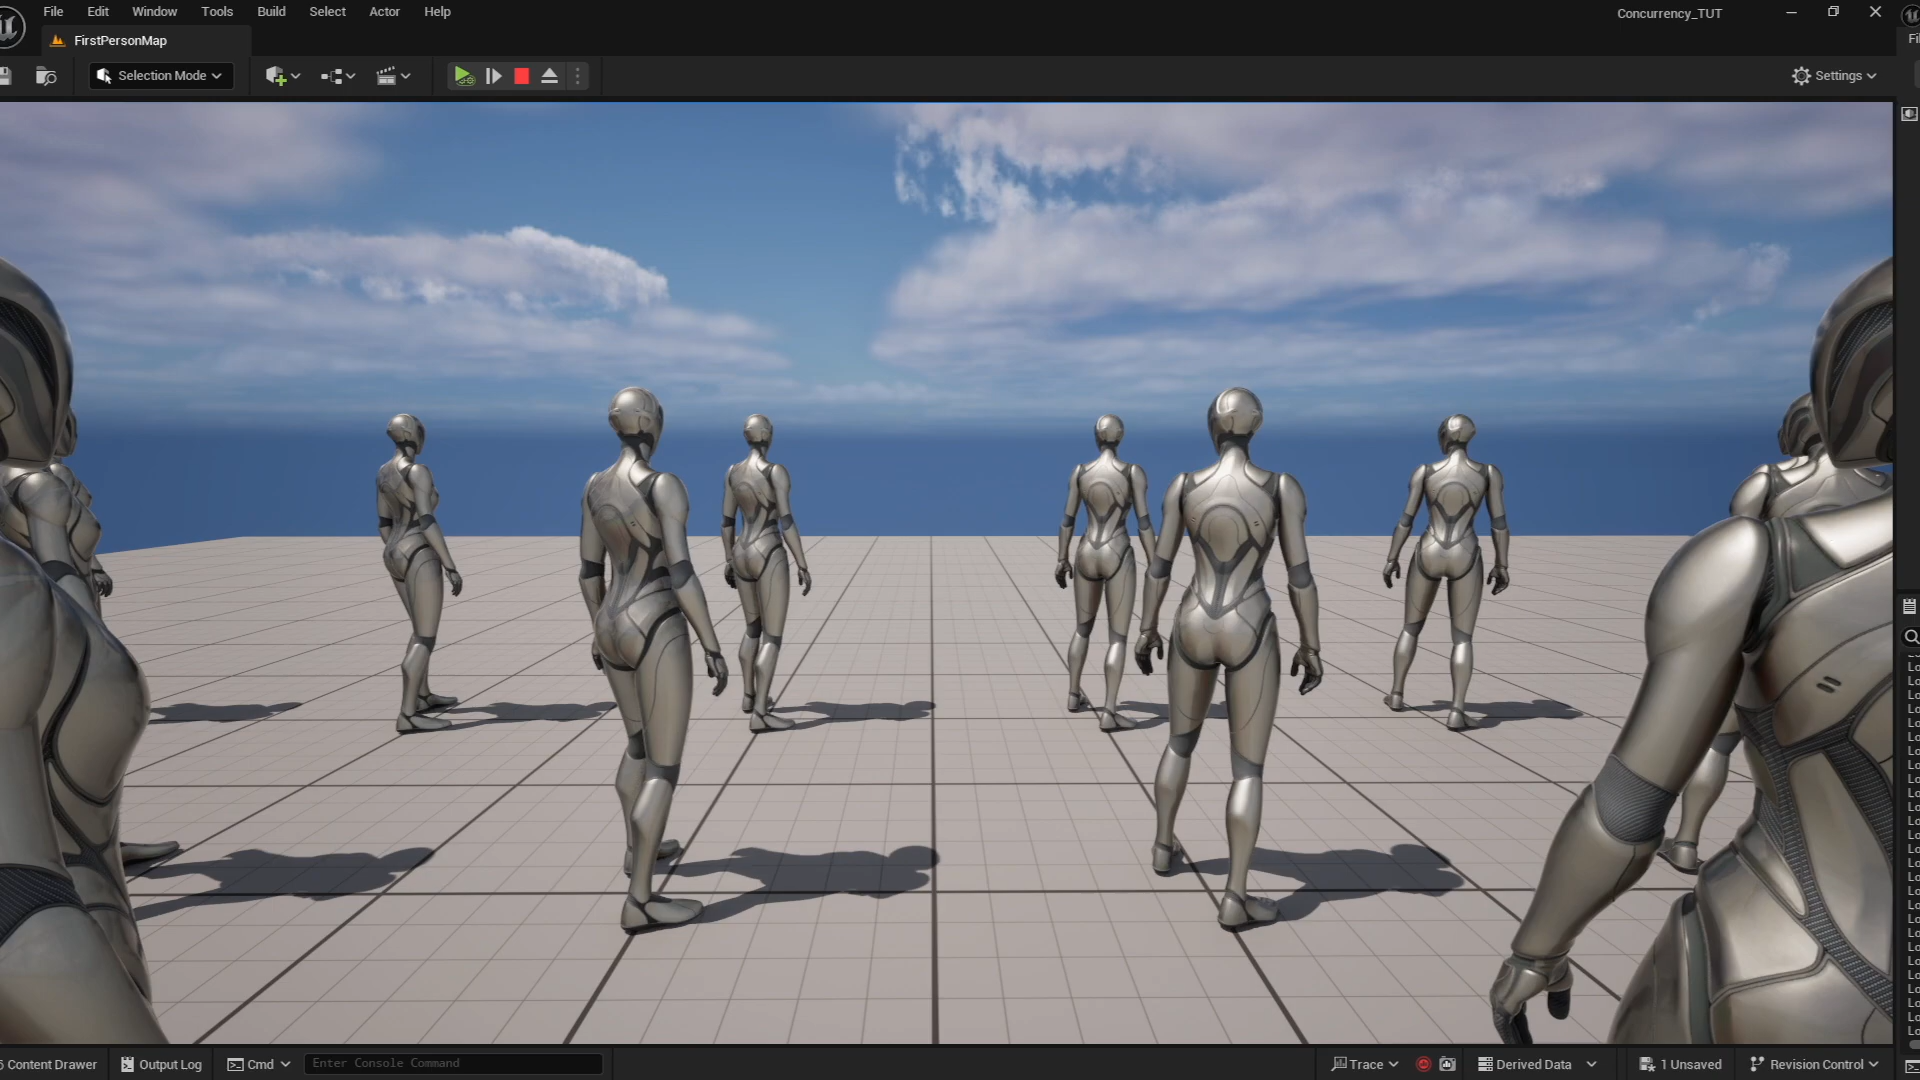 File Edit Window Tools Build Select Actor Help
Concurrency_TUT
FirstPersonMap
Selection Mode
Settings
Content Drawer
Output Log
Cmd
Enter Console Command
Trace
Derived Data
1 Unsaved
Revision Control